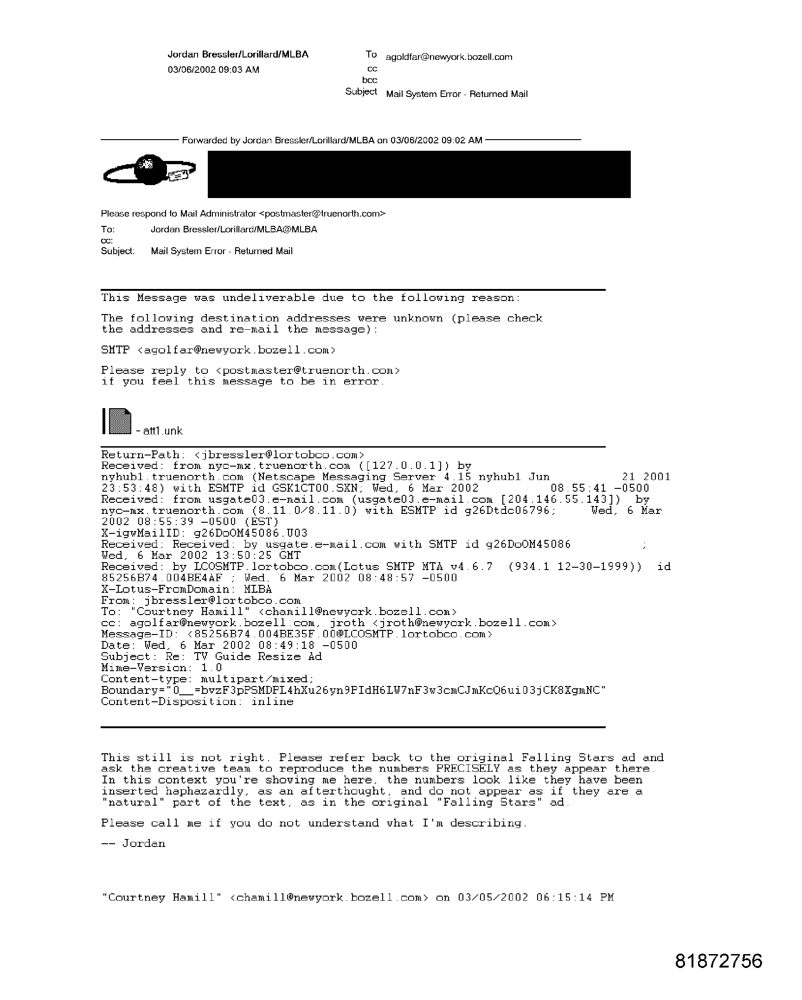 Jordan Bressler/Lorillard/MLBA
03/06/2002 09:03 AM
To agoldfar@newyork.bozell.com
cc
bcc
Subject Mail System Error - Returned Mail
Forwarded by Jordan Bressler/Lorillard/MLBA on 03/06/2002 09:02 AM
Please respond to Mail Administrator <postmaster@truenorth.com>
To: Jordan Bressler/Lorillard/MLBA@MLBA
cc:
Subject: Mail System Error - Returned Mail
This Message was undeliverable due to the following reason:
The following destination addresses were unknown (please check
the addresses and re-mail the message):
SMTP <agolfar@newyork.bozell.com>
Please reply to <postmaster@truenorth.com>
if you feel this message to be in error.
- att1.unk
Return-Path: <jbressler@lortobco.com>
Received: from nyc-mx.truenorth.com ([127.0.0.1]) by
nyhub1.truenorth.com (Netscape Messaging Server 4.15 nyhub1 Jun 21 2001
23:53:48) with ESMTP id GSK1CT00.SXN; Wed, 6 Mar 2002 08:55:41 -0500
Received: from usgate03.e-mail.com (usgate03.e-mail.com [204.146.55.143]) by
nyc-mx.truenorth.com (8.11.0/8.11.0) with ESMTP id g26Dtdc06796; Wed, 6 Mar
2002 08:55:39 -0500 (EST)
X-igwMailID: g26DoOM45086.U03
Received: Received: by usgate.e-mail.com with SMTP id g26DoOM45086 ;
Wed, 6 Mar 2002 13:50:25 GMT
Received: by LCOSMTP.lortobco.com(Lotus SMTP MTA v4.6.7 (934.1 12-30-1999)) id
85256B74.004BE4AF ; Wed, 6 Mar 2002 08:48:57 -0500
X-Lotus-FromDomain: MLBA
From: jbressler@lortobco.com
To: "Courtney Hamill" <chamill@newyork.bozell.com>
cc: agolfar@newyork.bozell.com, jroth <jroth@newyork.bozell.com>
Message-ID: <85256B74.004BE35F.00@LCOSMTP.lortobco.com>
Date: Wed, 6 Mar 2002 08:49:18 -0500
Subject: Re: TV Guide Resize Ad
Mime-Version: 1.0
Content-type: multipart/mixed;
Boundary="0__=bvzF3pPSMDPL4hXu26yn9PIdH6LW7nF3w3cmCJmKcQ6ui03jCK8XgmNC"
Content-Disposition: inline
This still is not right. Please refer back to the original Falling Stars ad and
ask the creative team to reproduce the numbers PRECISELY as they appear there.
In this context you're showing me here, the numbers look like they have been
inserted haphazardly, as an afterthought, and do not appear as if they are a
"natural" part of the text, as in the original "Falling Stars" ad.
Please call me if you do not understand what I'm describing.
-- Jordan
"Courtney Hamill" <chamill@newyork.bozell.com> on 03/05/2002 06:15:14 PM
81872756